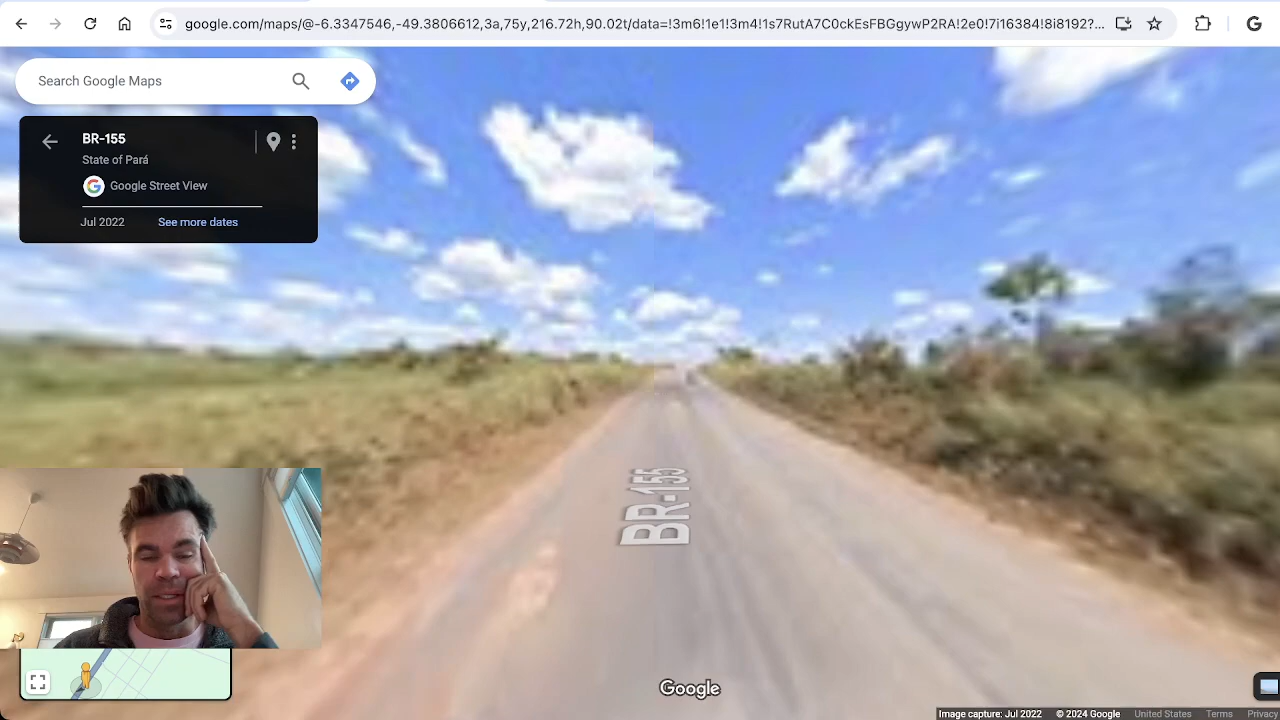 google.com/maps/@-6.3347546,-49.3806612,3a,75y,216.72h,90.02t/data=!3m6!1e1!3m4!1s7RutA7C0ckEsFBGgywP2RA!2e0!7i16384!8i8192?...
Search Google Maps
BR-155
State of Pará
Google Street View
Jul 2022 See more dates
BR-155
Google
Image capture: Jul 2022 © 2024 Google United States Terms Privacy